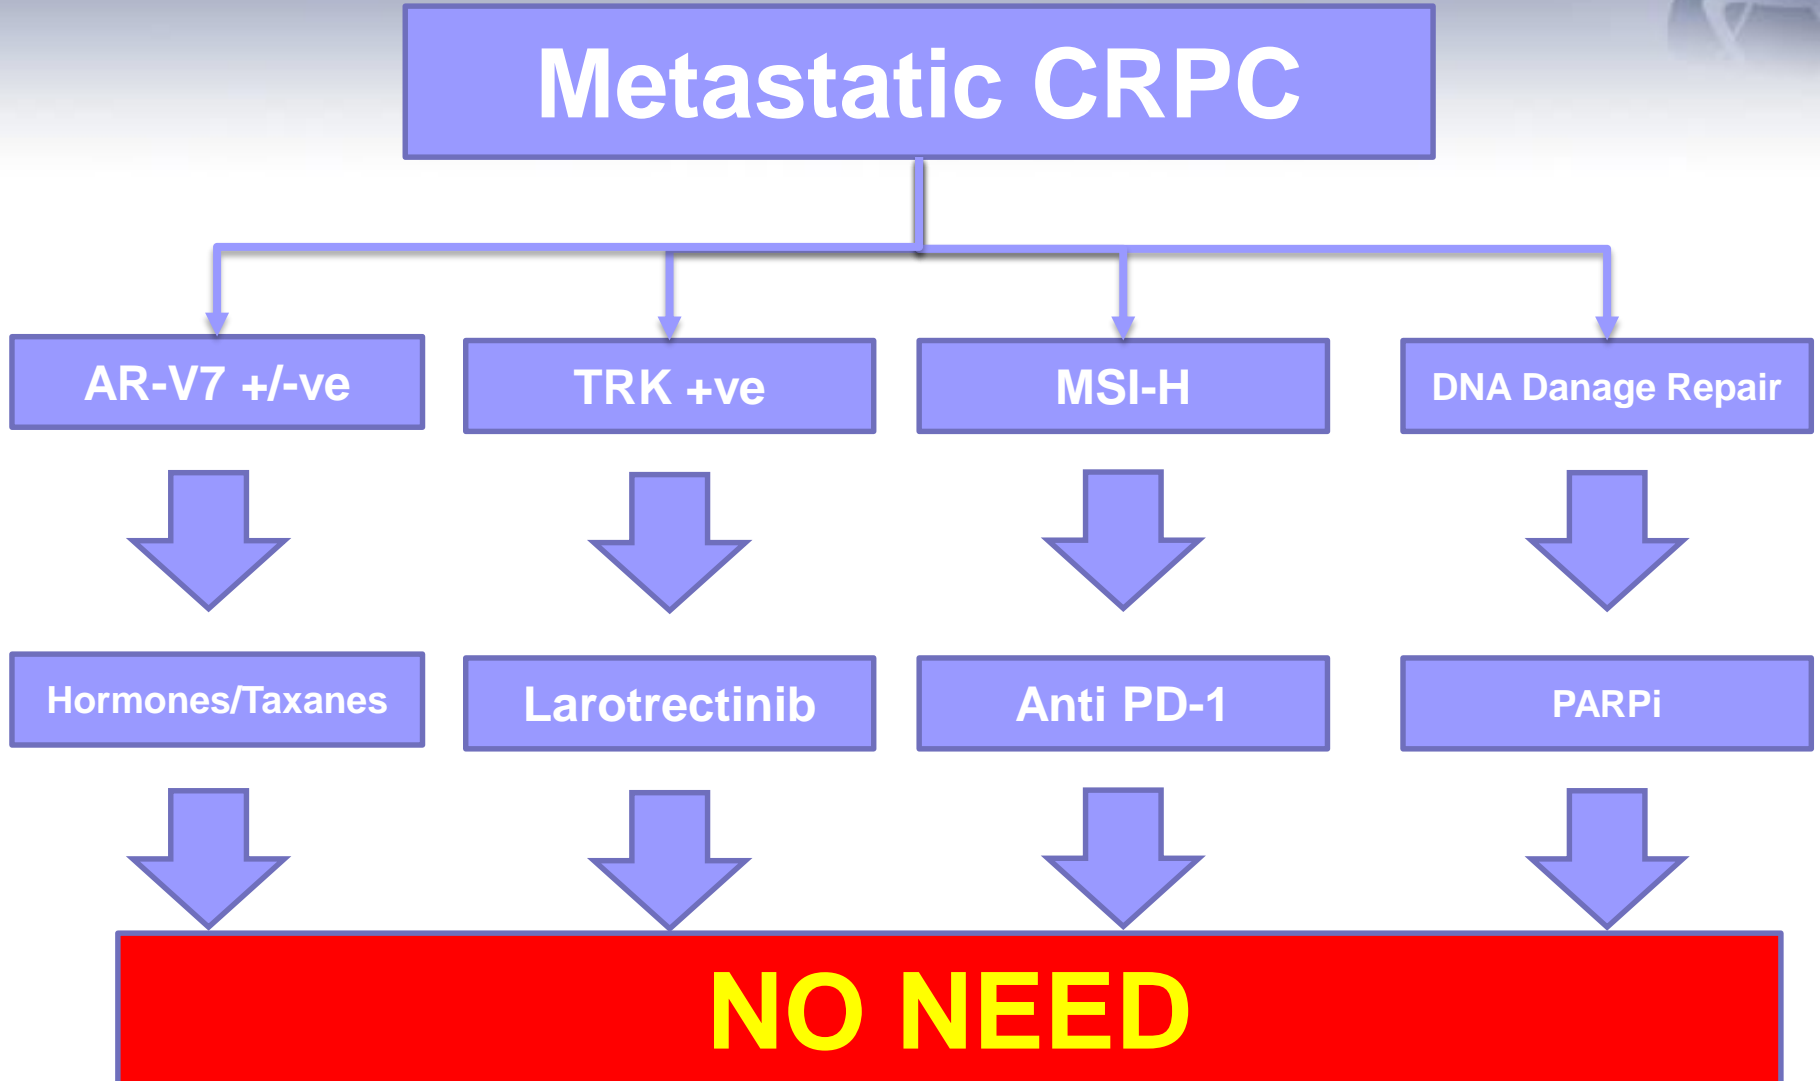 Metastatic CRPC
AR-V7 +/-ve
TRK +ve
MSI-H
DNA Danage Repair
Hormones/Taxanes
Larotrectinib
Anti PD-1
PARPi
NO NEED